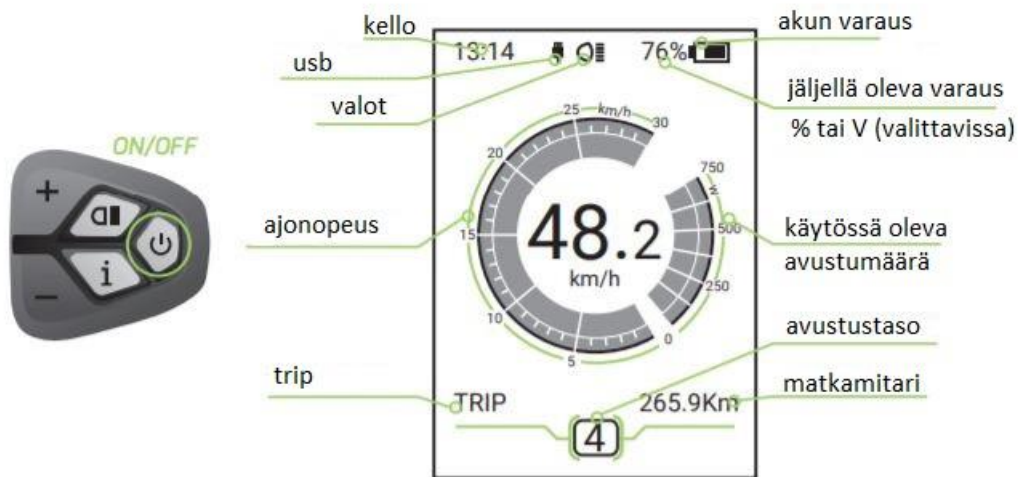 kello
akun varaus
13:14
76%
usb
jäljellä oleva varaus
% tai V (valittavissa)
valot
ON/OFF
+
i
−
25
km/h
30
20
750
W
ajonopeus
15
48.2
km/h
500
käytössä oleva
avustumäärä
250
10
5
0
avustustaso
trip
matkamitari
TRIP
265.9Km
4